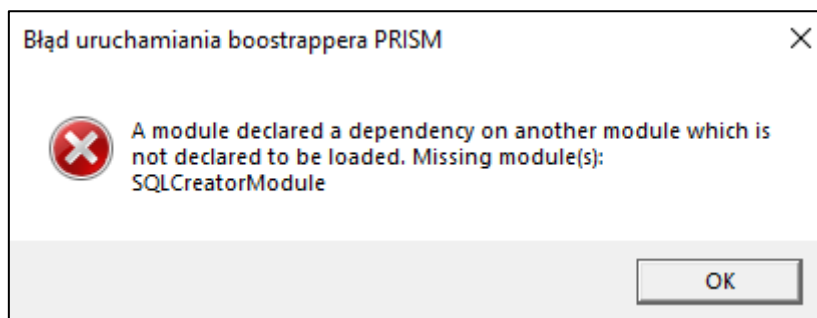 Błąd uruchamiania boostrappera PRISM
A module declared a dependency on another module which is
not declared to be loaded. Missing module(s):
SQLCreatorModule
OK